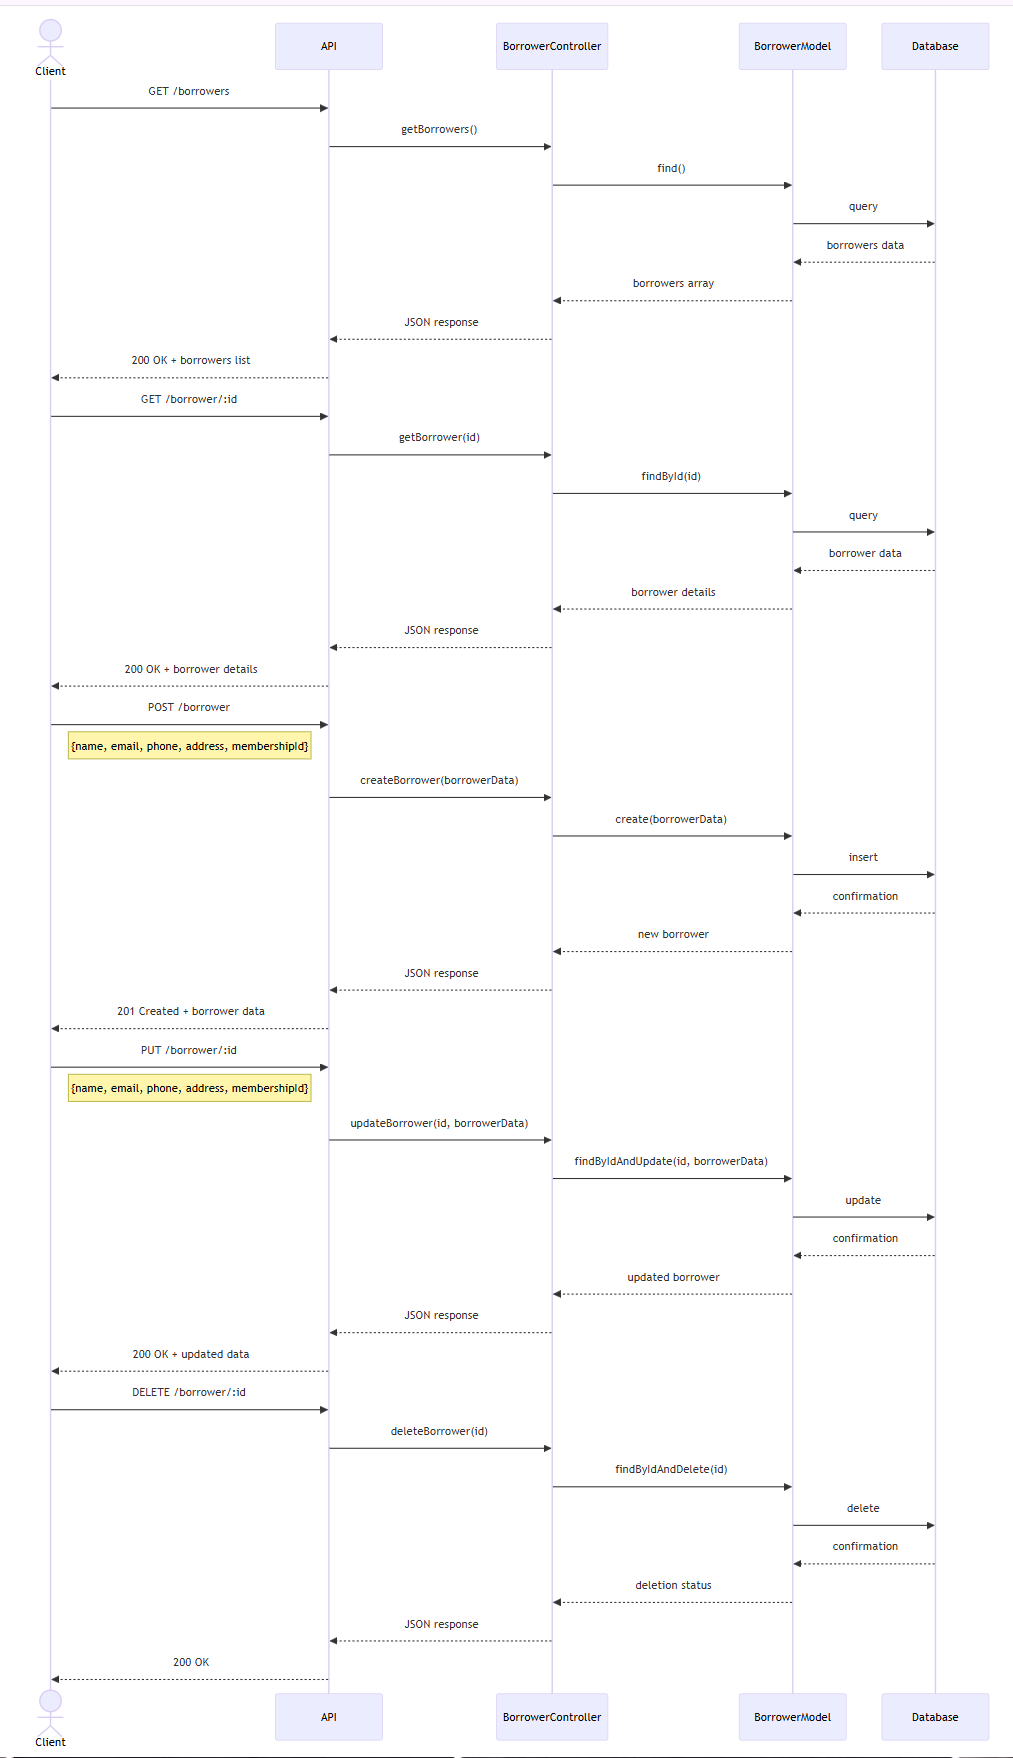 Client
API
BorrowerController
BorrowerModel
Database
GET /borrowers
getBorrowers()
find()
query
borrowers data
borrowers array
JSON response
200 OK + borrowers list
GET /borrower/:id
getBorrower(id)
findById(id)
query
borrower data
borrower details
JSON response
200 OK + borrower details
POST /borrower
{name, email, phone, address, membershipId}
createBorrower(borrowerData)
create(borrowerData)
insert
confirmation
new borrower
JSON response
201 Created + borrower data
PUT /borrower/:id
{name, email, phone, address, membershipId}
updateBorrower(id, borrowerData)
findByIdAndUpdate(id, borrowerData)
update
confirmation
updated borrower
JSON response
200 OK + updated data
DELETE /borrower/:id
deleteBorrower(id)
findByIdAndDelete(id)
delete
confirmation
deletion status
JSON response
200 OK
Client
API
BorrowerController
BorrowerModel
Database